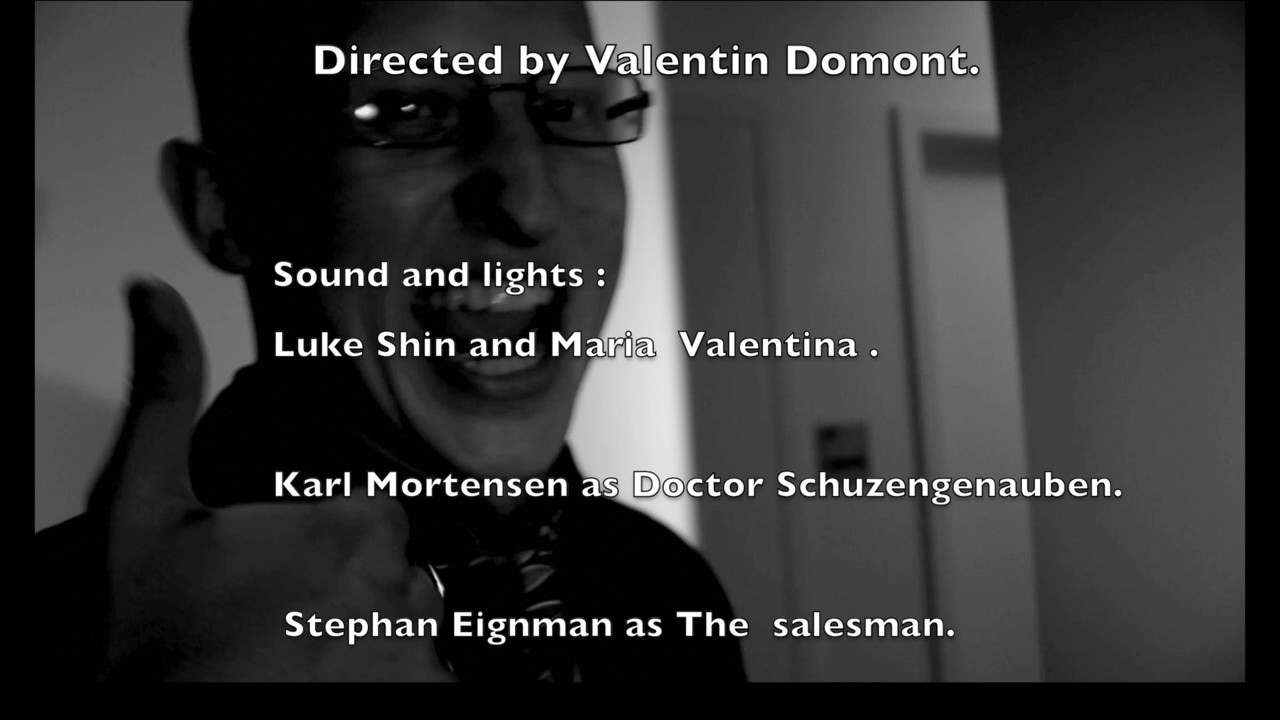 Directed by Valentin Domont.
Sound and lights :
Luke Shin and Maria  Valentina .
Karl Mortensen as Doctor Schuzengenauben.
Stephan Eignman as The  salesman.